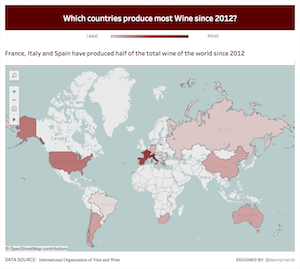 Which countries produce most Wine since 2012?
Least Most
France, Italy and Spain have produced half of the total wine of the world since 2012
© OpenStreetMap contributors
DATA SOURCE: International Organisation of Vine and Wine
DESIGNED BY: